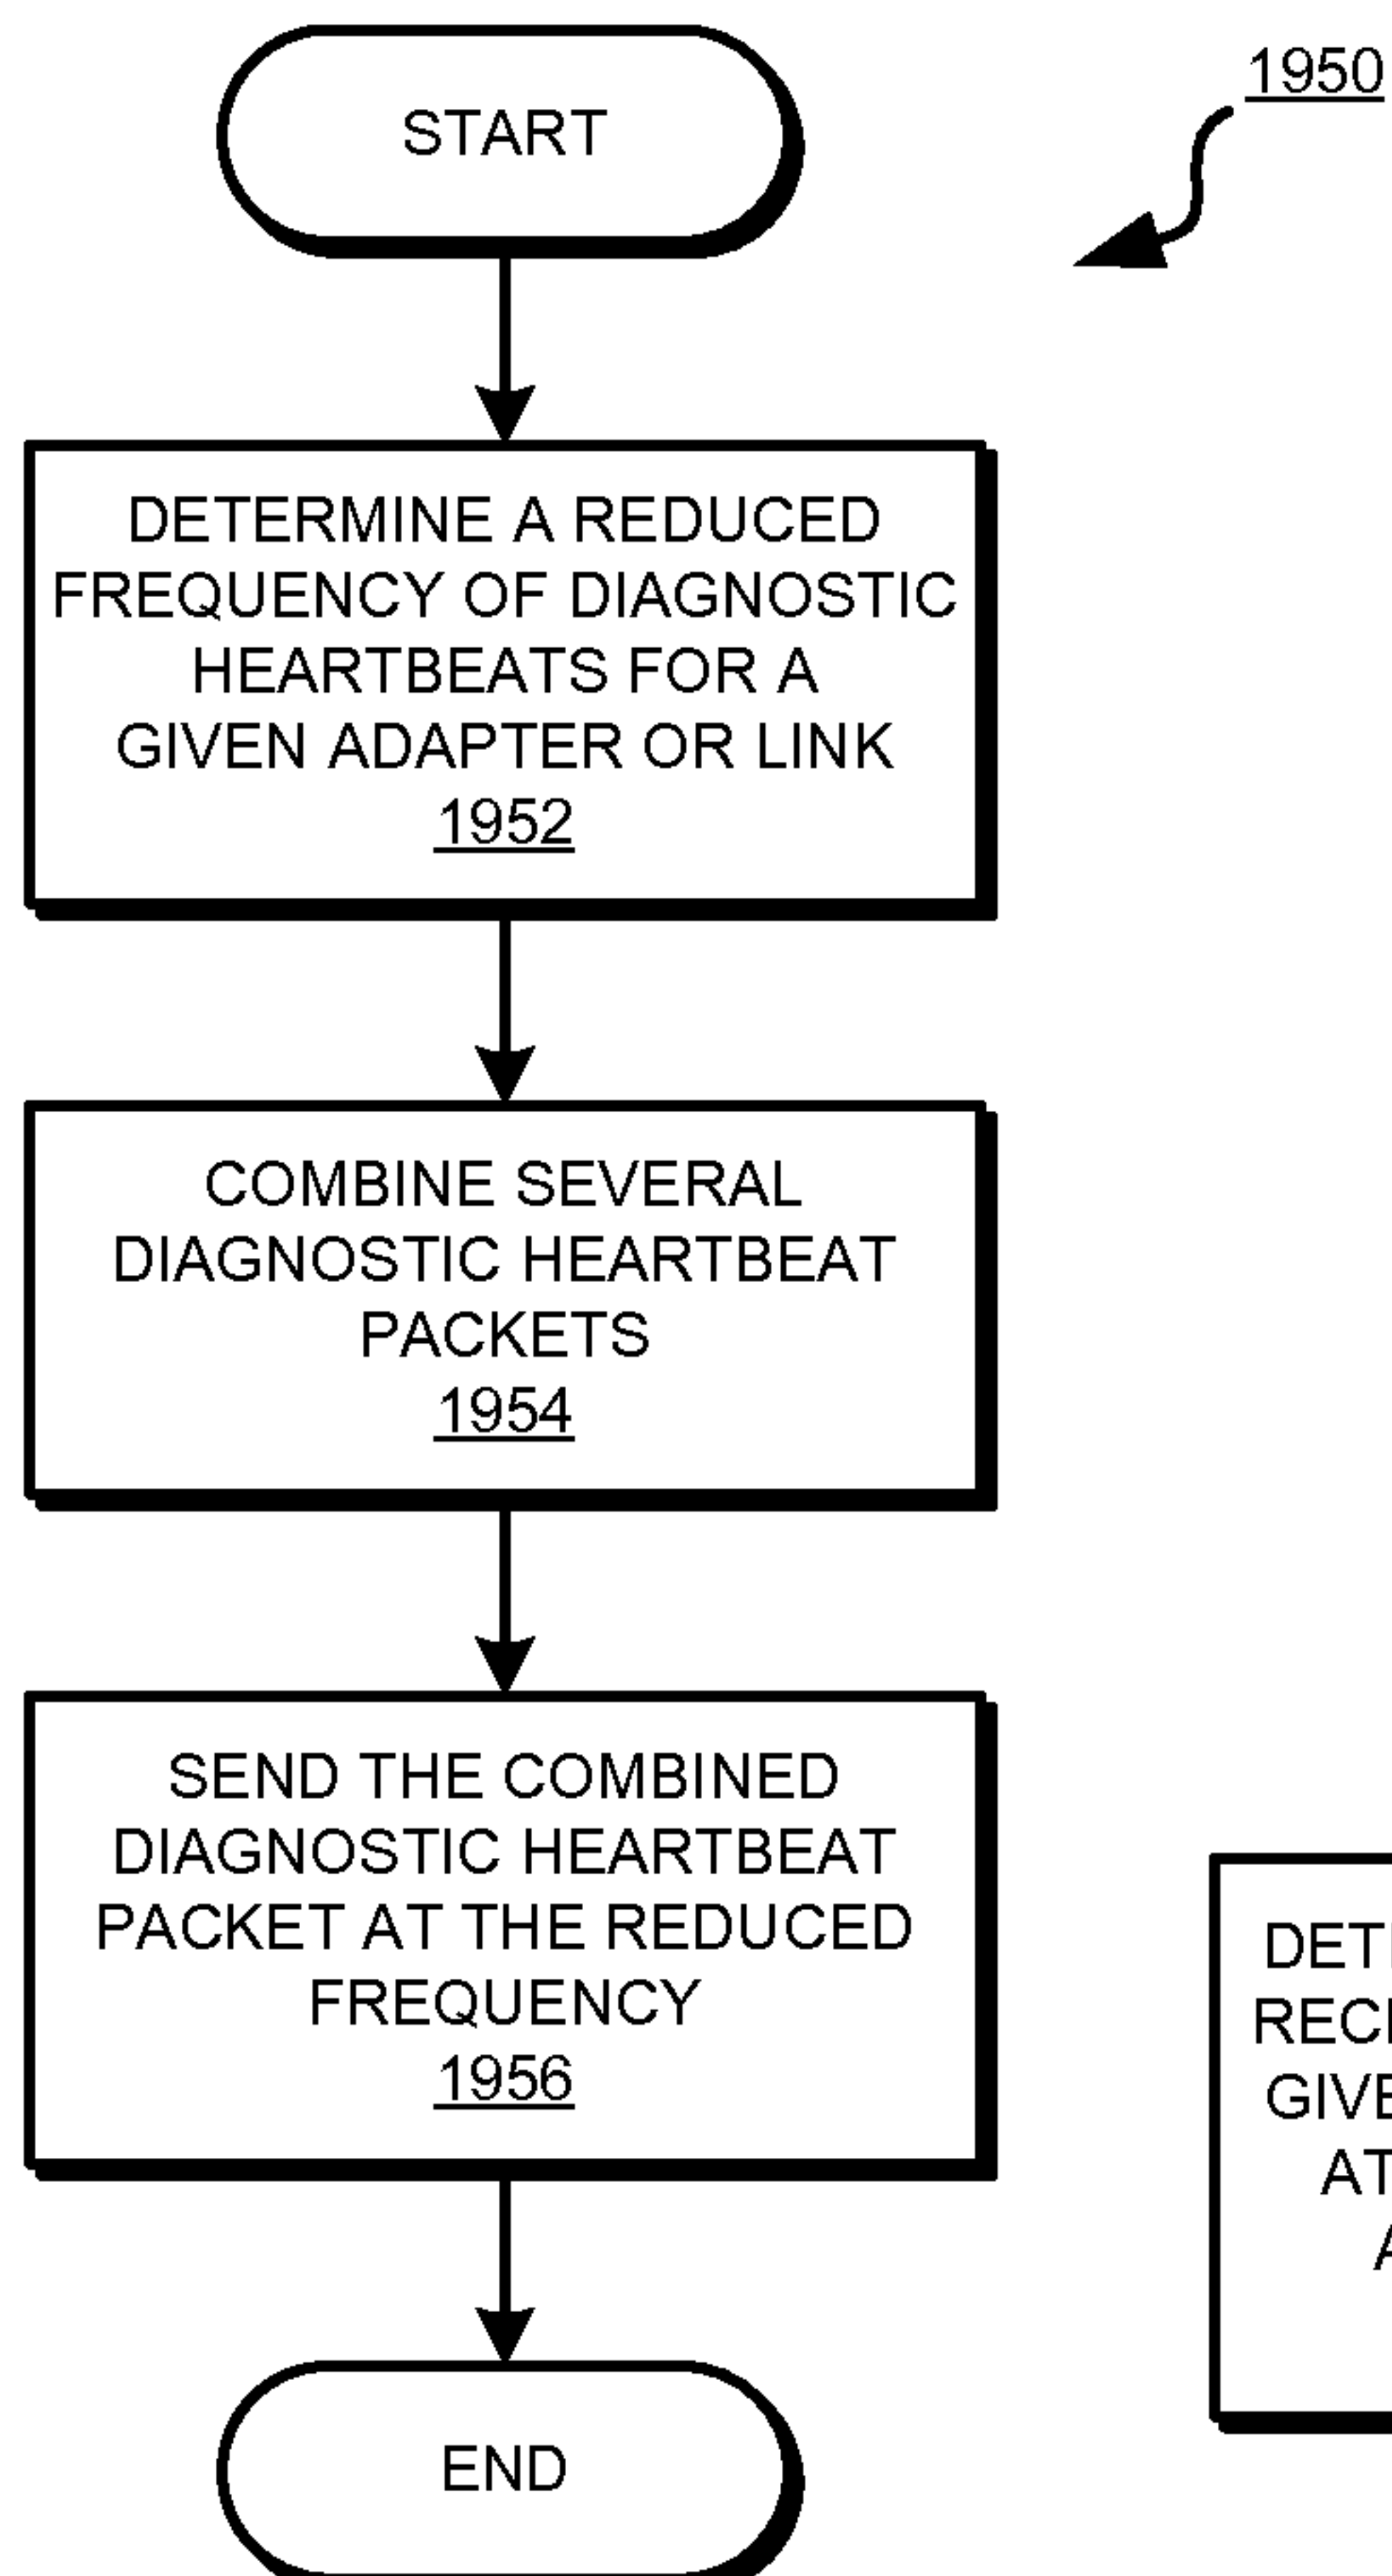 START
1950
DETERMINE A REDUCED
FREQUENCY OF DIAGNOSTIC
HEARTBEATS FOR A
GIVEN ADAPTER OR LINK
1952
COMBINE SEVERAL
DIAGNOSTIC HEARTBEAT
PACKETS
1954
SEND THE COMBINED
DIAGNOSTIC HEARTBEAT
PACKET AT THE REDUCED
FREQUENCY
1956
END